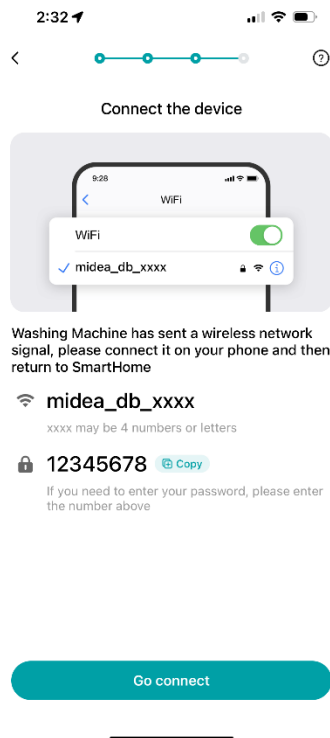 2:32
Connect the device
9:28
WiFi
WiFi
midea_db_xxxx
Washing Machine has sent a wireless network
signal, please connect it on your phone and then
return to SmartHome
midea_db_xxxx
xxxx may be 4 numbers or letters
12345678 Copy
If you need to enter your password, please enter
the number above
Go connect